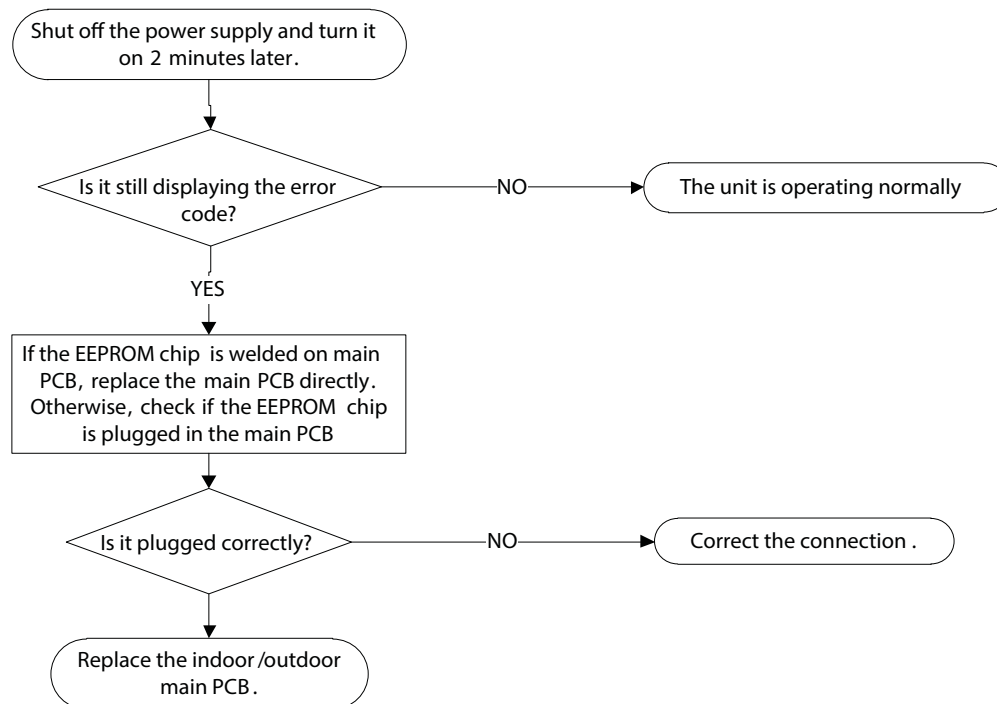 Shut off the power supply and turn it
on 2 minutes later.
Is it still displaying the error
code?
NO
The unit is operating normally
YES
If the EEPROM chip is welded on main
PCB, replace the main PCB directly.
Otherwise, check if the EEPROM chip
is plugged in the main PCB
Is it plugged correctly?
NO
Correct the connection.
Replace the indoor/outdoor
main PCB.